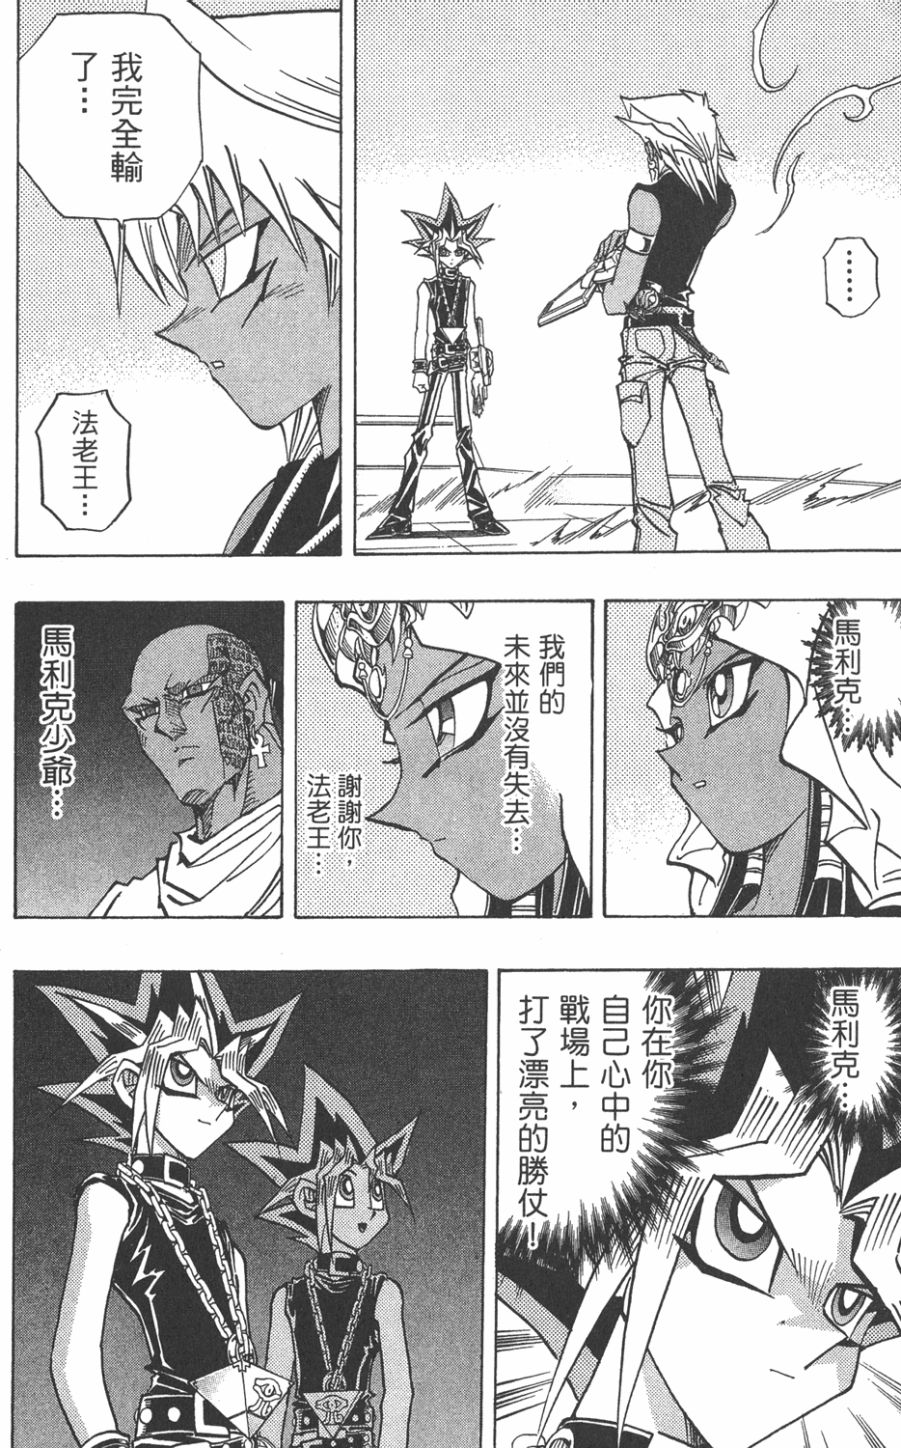 ……
我完全輸
了…
法老王…
馬利克…
我們的
未來並沒有失去…
謝謝你，
法老王…
馬利克少爺…
馬利克…
你在你
自己心中的
戰場上，
打了漂亮的勝仗！